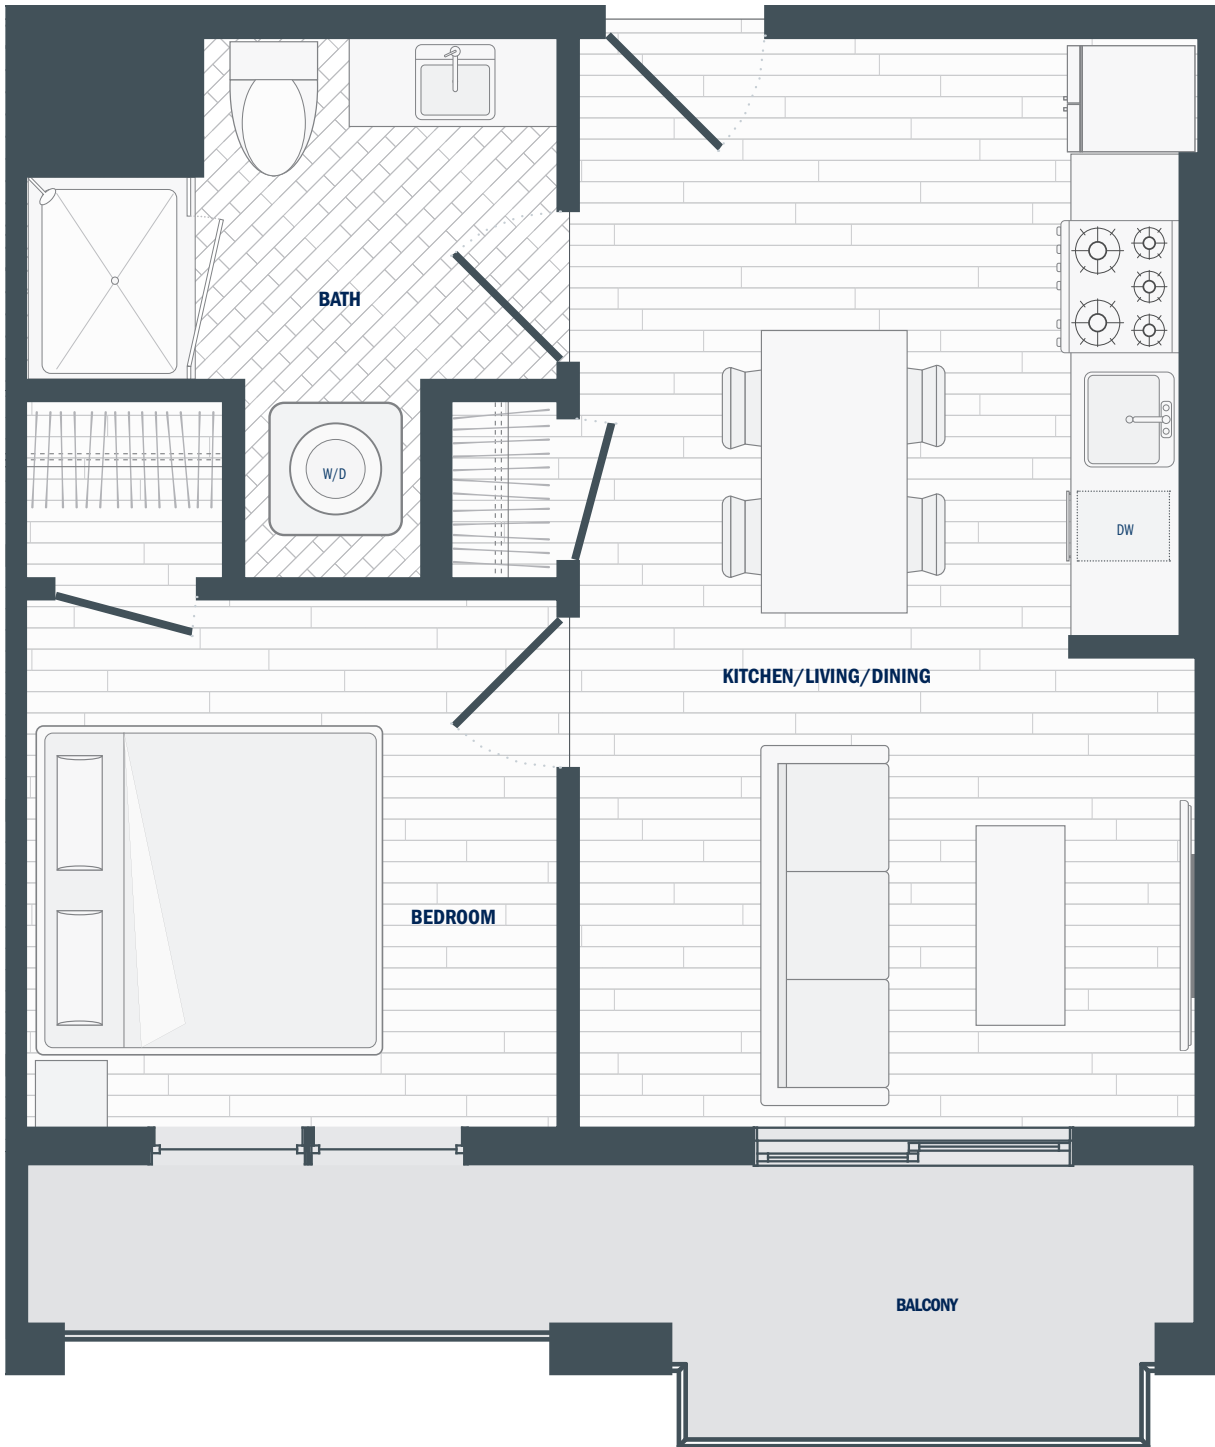 BATH
W/D
DW
KITCHEN/LIVING/DINING
BEDROOM
BALCONY